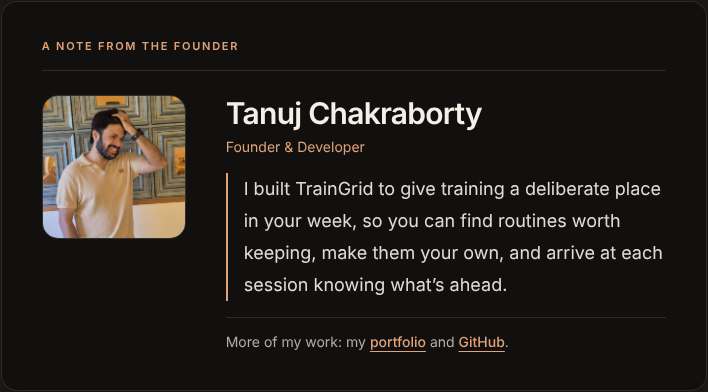 A NOTE FROM THE FOUNDER
Tanuj Chakraborty
Founder & Developer
I built TrainGrid to give training a deliberate place
in your week, so you can find routines worth
keeping, make them your own, and arrive at each
session knowing what’s ahead.
More of my work: my portfolio and GitHub.